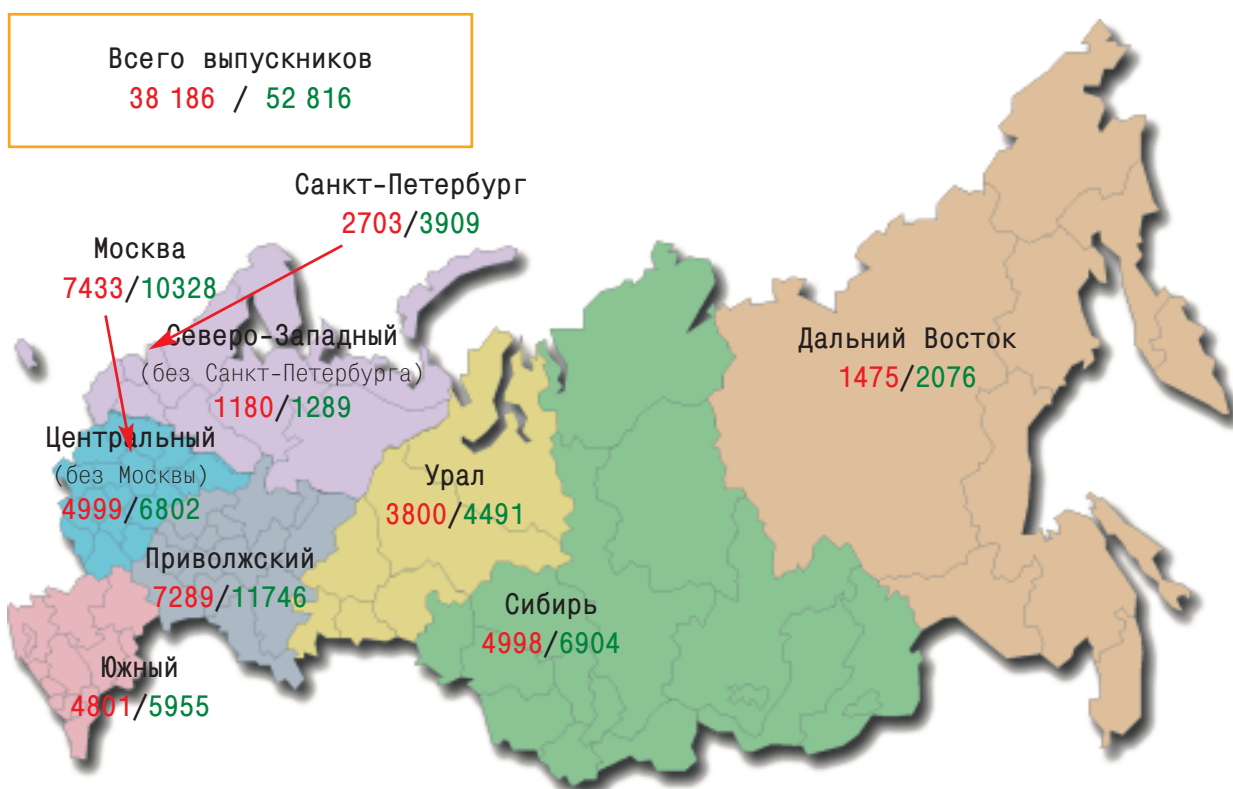 Всего выпускников
38 186 / 52 816
Санкт-Петербург
2703/3909
Москва
7433/10328
Северо-Западный
(без Санкт-Петербурга)
1180/1289
Дальний Восток
1475/2076
Центральный
(без Москвы)
4999/6802
Урал
3800/4491
Приволжский
7289/11746
Сибирь
4998/6904
Южный
4801/5955